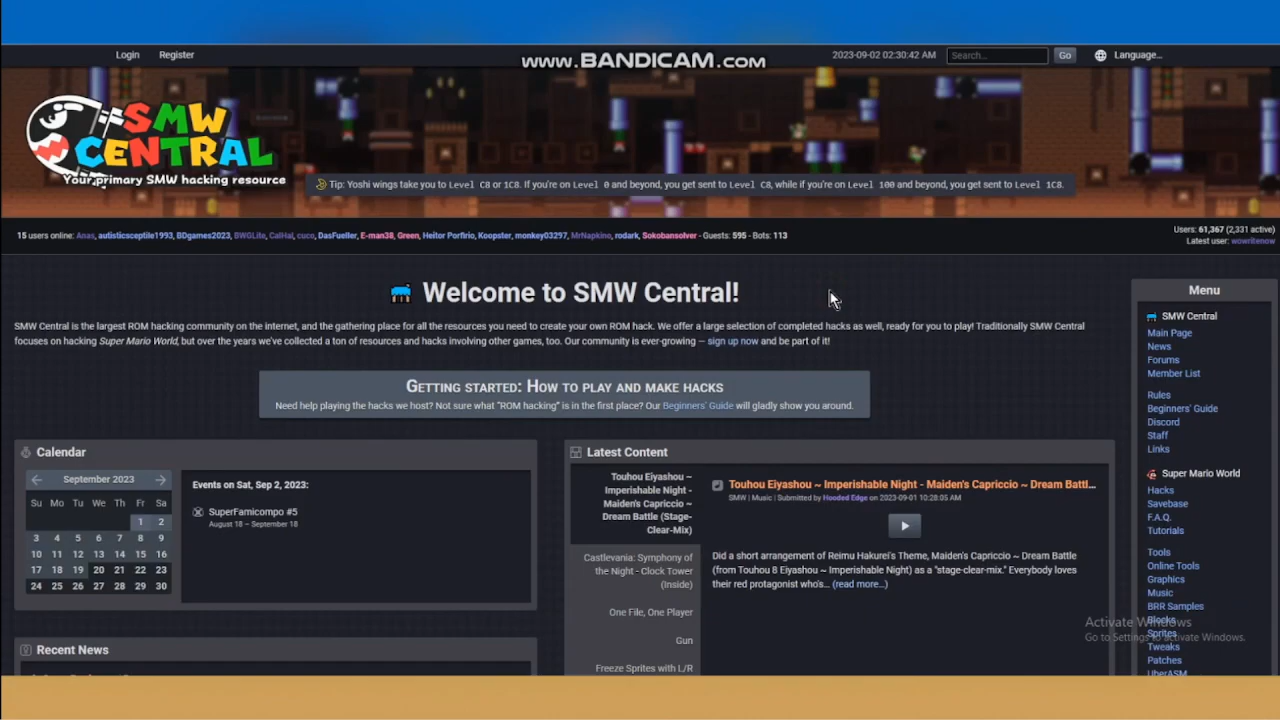 Login
Register
www.BANDICAM.com
2023-09-02 02:30:42 AM
Search...
Go
Language...
SMW
CENTRAL
Your primary SMW hacking resource
Tip: Yoshi wings take you to Level C8 or 1C8. If you're on Level 0 and beyond, you get sent to Level C8, while if you're on Level 100 and beyond, you get sent to Level 1C8.
15 users online: Anas, autisticsceptile1993, BDgames2023, BWGLite, CalHal, cuco, DasFueller, E-man38, Green, Heitor Porfirio, Koopster, monkey03297, MrNapkino, rodark, Sokobansolver - Guests: 595 - Bots: 113
Users: 61,367 (2,331 active)
Latest user: wowritenow
Welcome to SMW Central!
SMW Central is the largest ROM hacking community on the internet, and the gathering place for all the resources you need to create your own ROM hack. We offer a large selection of completed hacks as well, ready for you to play! Traditionally SMW Central
focuses on hacking Super Mario World, but over the years we've collected a ton of resources and hacks involving other games, too. Our community is ever-growing — sign up now and be part of it!
Getting started: How to play and make hacks
Need help playing the hacks we host? Not sure what "ROM hacking" is in the first place? Our Beginners' Guide will gladly show you around.
Calendar
September 2023
Su Mo Tu We Th Fr Sa
1 2
3 4 5 6 7 8 9
10 11 12 13 14 15 16
17 18 19 20 21 22 23
24 25 26 27 28 29 30
Events on Sat, Sep 2, 2023:
SuperFamicompo #5
August 18 – September 18
Recent News
Latest Content
Touhou Eiyashou ~
Imperishable Night -
Maiden's Capriccio ~
Dream Battle (Stage-
Clear-Mix)
Castlevania: Symphony of
the Night - Clock Tower
(Inside)
One File, One Player
Gun
Freeze Sprites with L/R
Touhou Eiyashou ~ Imperishable Night - Maiden's Capriccio ~ Dream Battl...
SMW | Music | Submitted by Hooded Edge on 2023-09-01 10:28:05 AM
Did a short arrangement of Reimu Hakurei's Theme, Maiden's Capriccio ~ Dream Battle
(from Touhou 8 Eiyashou ~ Imperishable Night) as a "stage-clear-mix." Everybody loves
their red protagonist who's... (read more...)
Menu
SMW Central
Main Page
News
Forums
Member List
Rules
Beginners' Guide
Discord
Staff
Links
Super Mario World
Hacks
Savebase
F.A.Q.
Tutorials
Tools
Online Tools
Graphics
Music
BRR Samples
Blocks
Sprites
Tweaks
Patches
UberASM
Activate Windows
Go to Settings to activate Windows.